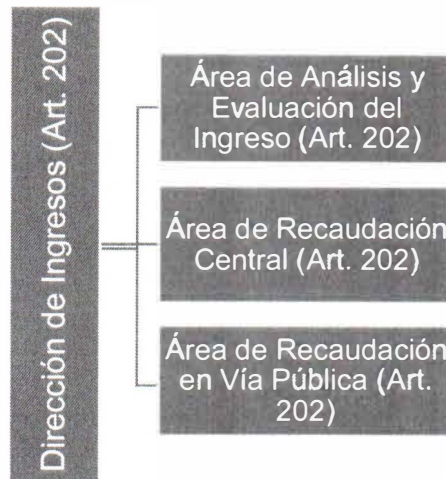 Dirección de Ingresos (Art. 202)
Área de Análisis y
Evaluación del
Ingreso (Art. 202)
Área de Recaudación
Central (Art. 202)
Área de Recaudación
en Vía Pública (Art.
202)